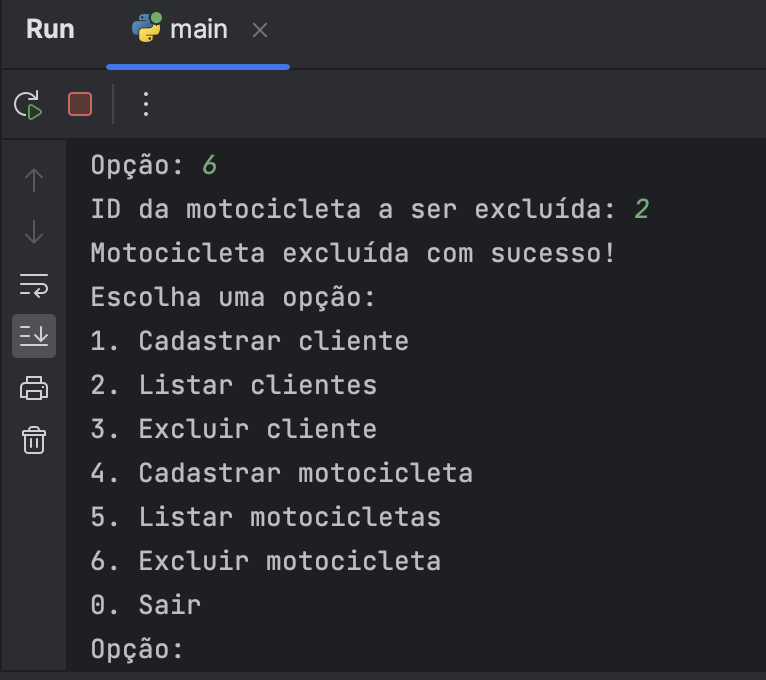 Run main
Opção: 6
ID da motocicleta a ser excluída: 2
Motocicleta excluída com sucesso!
Escolha uma opção:
1. Cadastrar cliente
2. Listar clientes
3. Excluir cliente
4. Cadastrar motocicleta
5. Listar motocicletas
6. Excluir motocicleta
0. Sair
Opção: